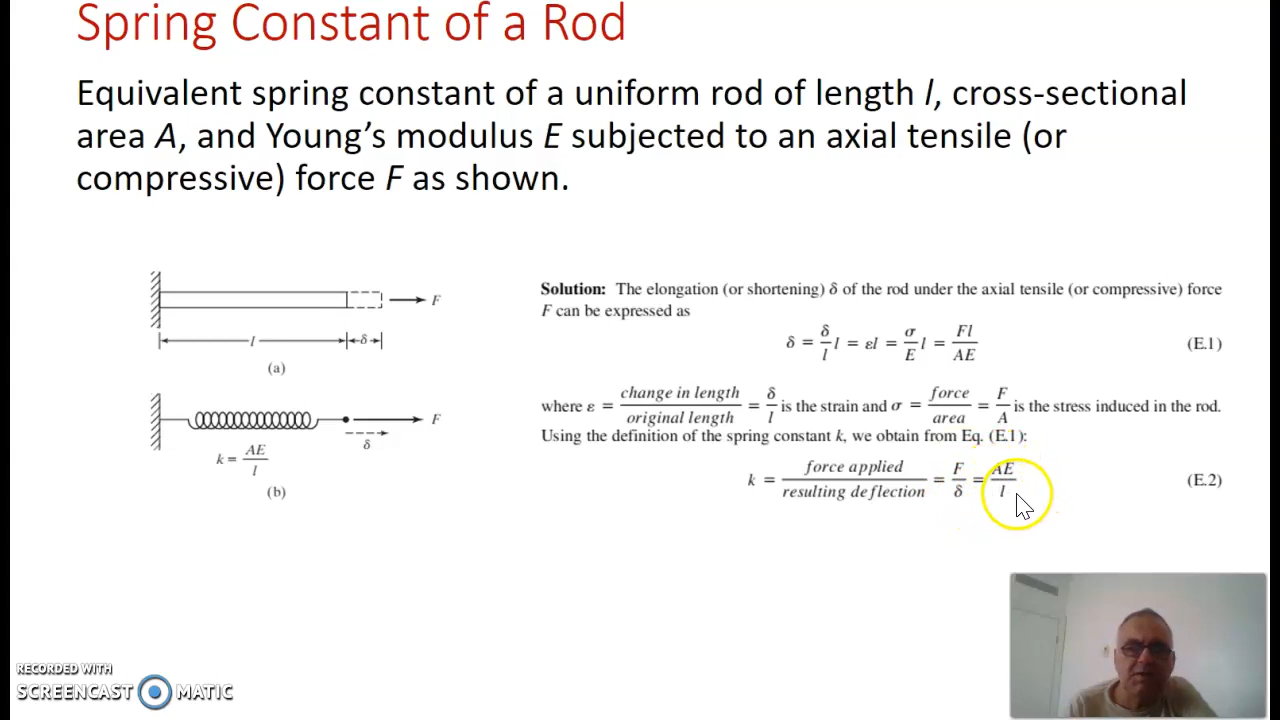 Spring Constant of a Rod
Equivalent spring constant of a uniform rod of length l, cross-sectional
area A, and Young’s modulus E subjected to an axial tensile (or
compressive) force F as shown.
F
l δ
(a)
F
δ
k = AE/l
(b)
Solution: The elongation (or shortening) δ of the rod under the axial tensile (or compressive) force
F can be expressed as
δ = δ/l l = εl = σ/E l = Fl/AE (E.1)
where ε = change in length/original length = δ/l is the strain and σ = force/area = F/A is the stress induced in the rod.
Using the definition of the spring constant k, we obtain from Eq. (E.1):
k = force applied/resulting deflection = F/δ = AE/l (E.2)
RECORDED WITH
SCREENCAST MATIC